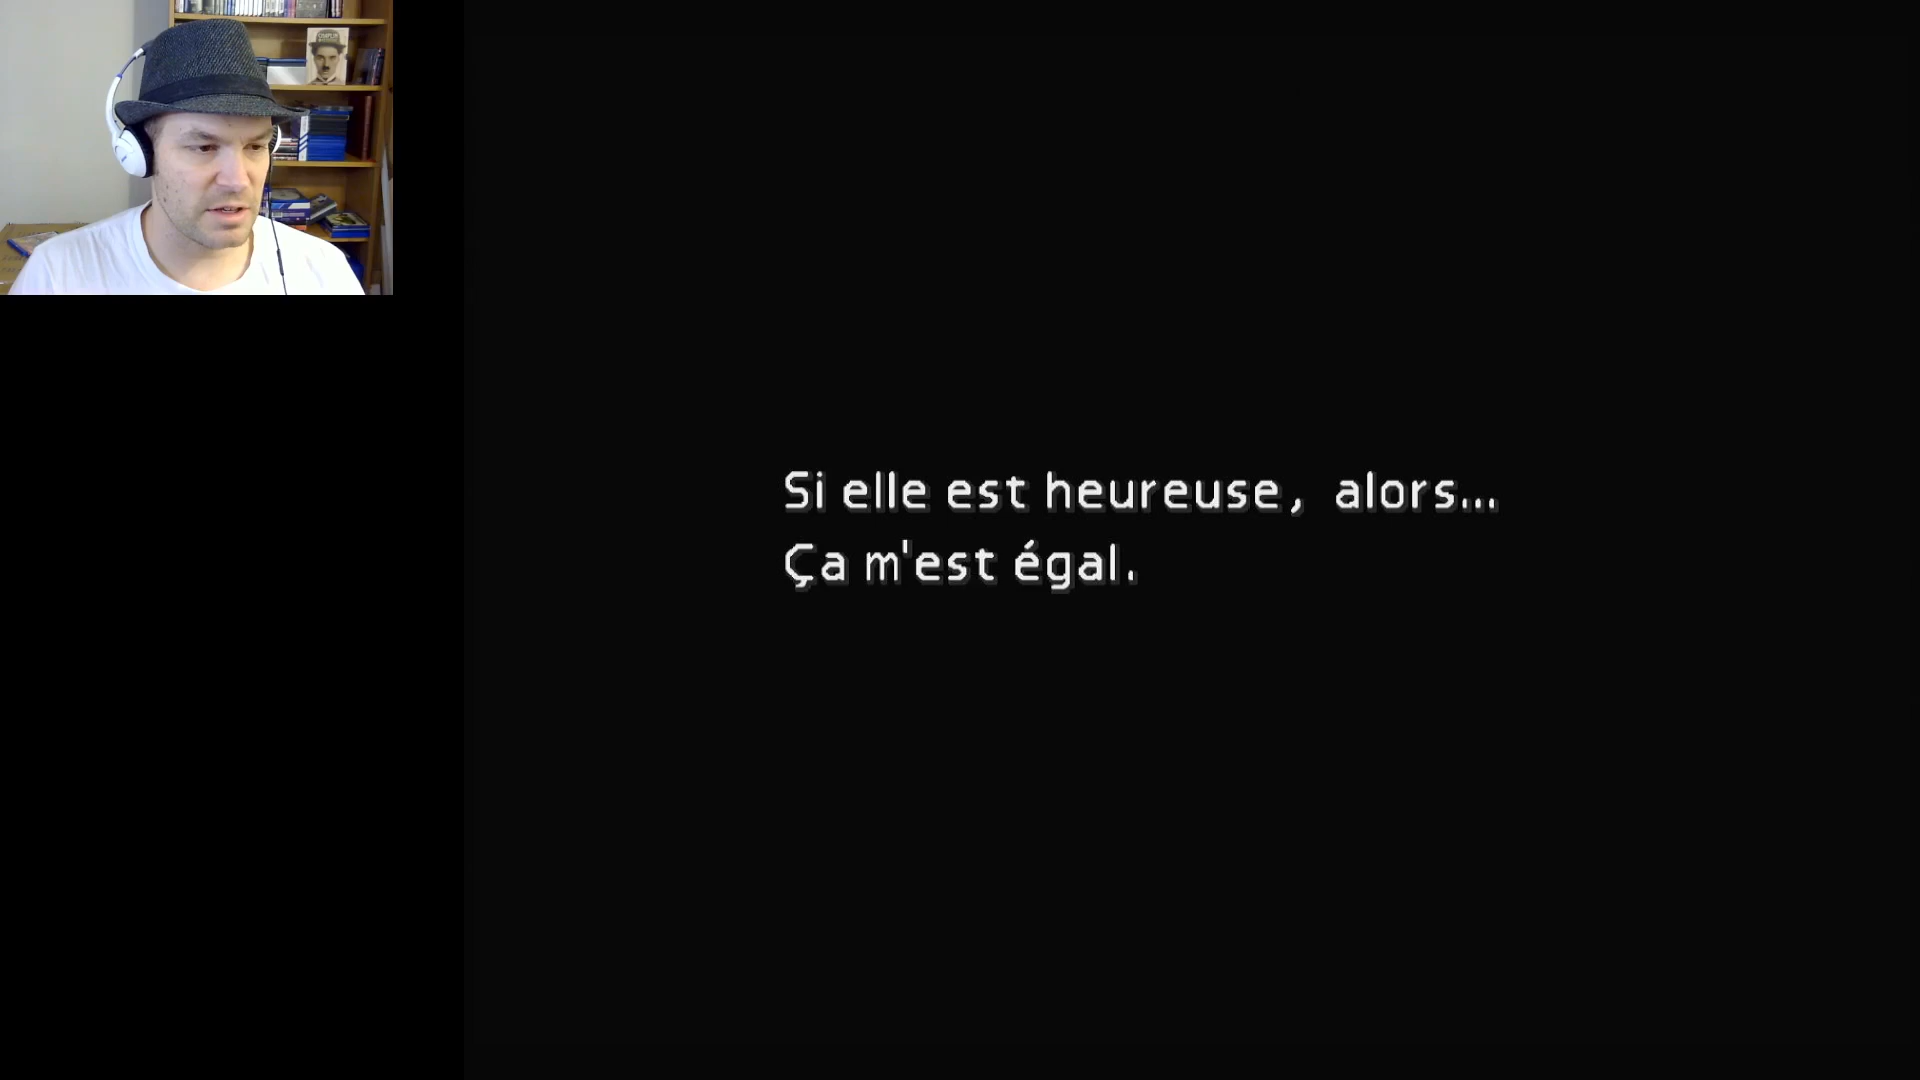 Si elle est heureuse, alors...
Ça m'est égal.